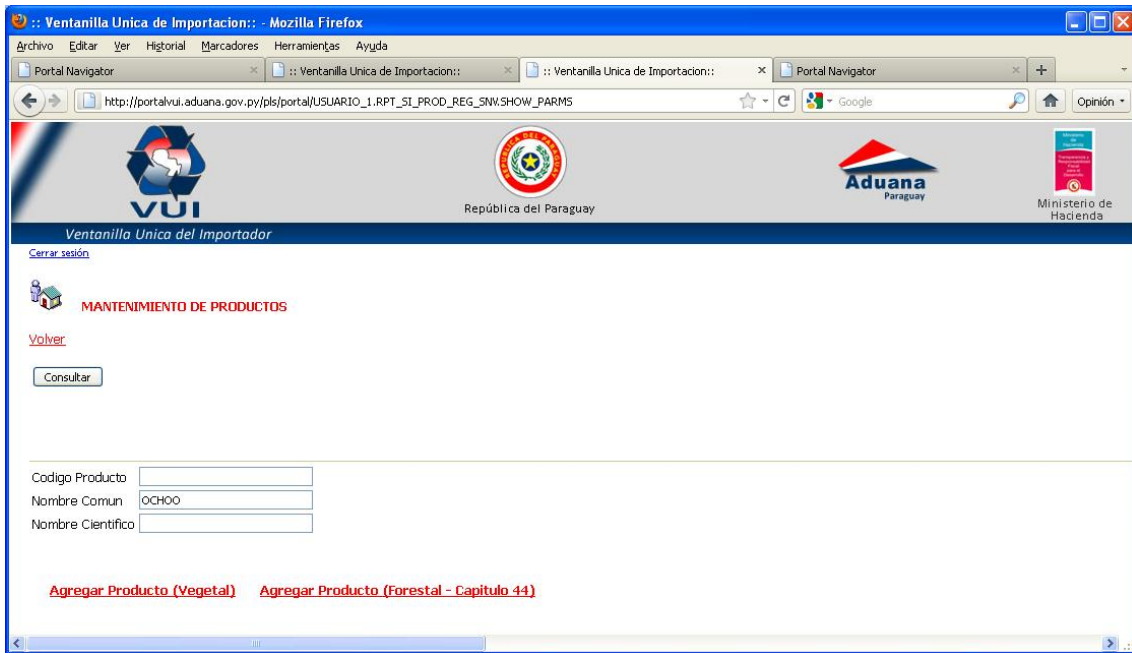 :: Ventanilla Unica de Importacion:: - Mozilla Firefox
Archivo Editar Ver Historial Marcadores Herramientas Ayuda
Portal Navigator :: Ventanilla Unica de Importacion:: :: Ventanilla Unica de Importacion:: Portal Navigator
http://portalvui.aduana.gov.py/pls/portal/USUARIO_1.RPT_SI_PROD_REG_SNV.SHOW_PARMS Google Opinión
REPUBLICA DEL PARAGUAY
VUI
República del Paraguay
Aduana
Paraguay
Ministerio de
Hacienda
Ventanilla Unica del Importador
Cerrar sesión
MANTENIMIENTO DE PRODUCTOS
Volver
Consultar
Codigo Producto
Nombre Comun OCHOO
Nombre Cientifico
Agregar Producto (Vegetal) Agregar Producto (Forestal - Capitulo 44)